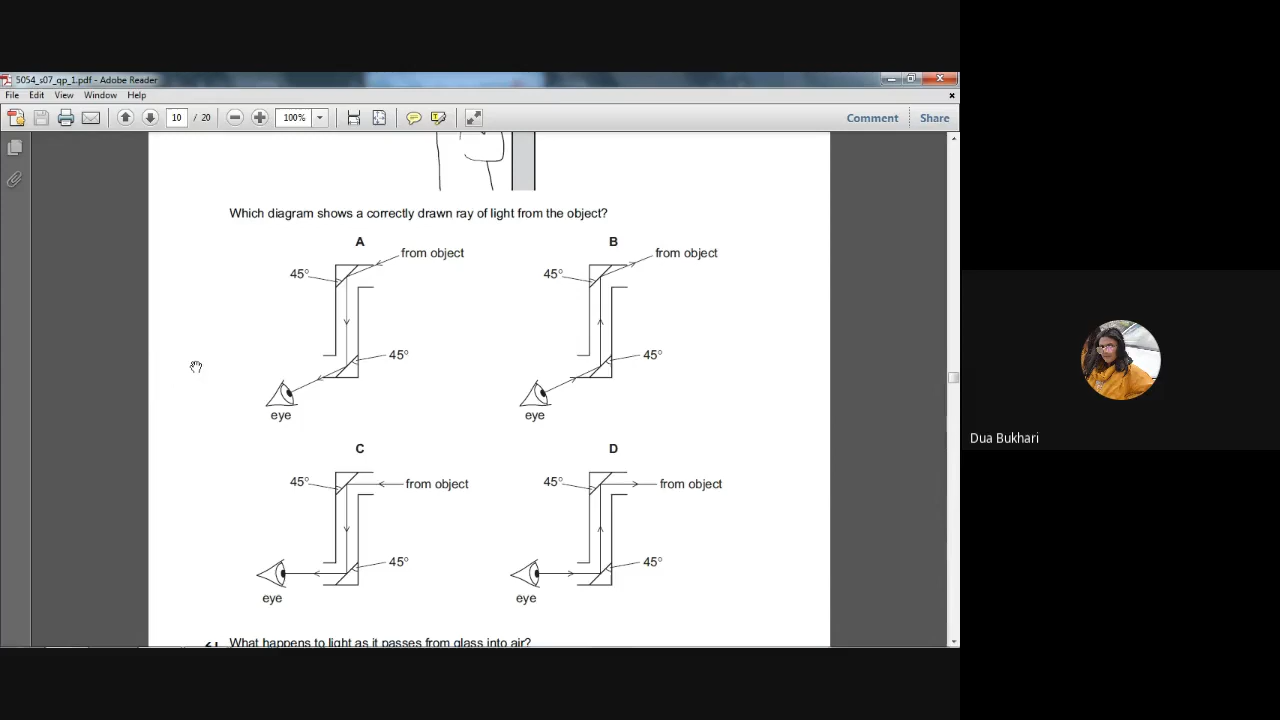 5054_s07_qp_1.pdf - Adobe Reader
File Edit View Window Help
10 / 20 100% Comment Share
Which diagram shows a correctly drawn ray of light from the object?
A B
from object from object
45° 45°
45° 45°
eye eye
C D
45° from object 45° from object
45° 45°
eye eye
What happens to light as it passes from glass into air?
Dua Bukhari